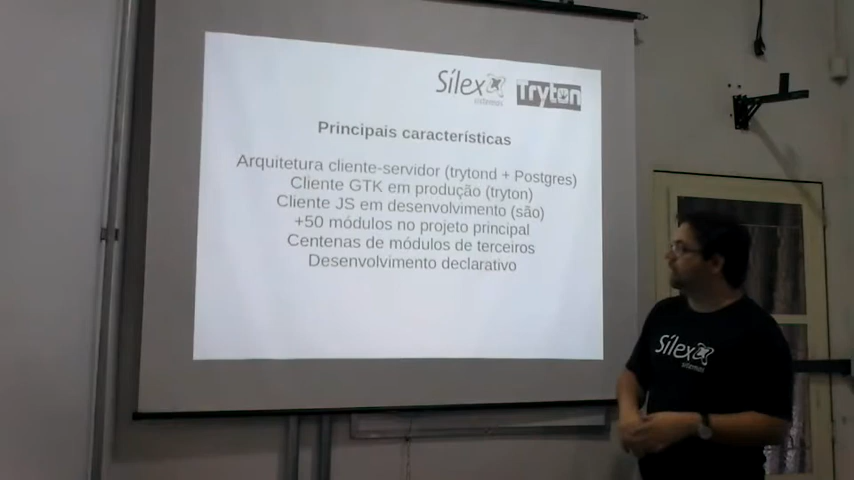 Sílex
sistemas
Tryton
Principais características
Arquitetura cliente-servidor (trytond + Postgres)
Cliente GTK em produção (tryton)
Cliente JS em desenvolvimento (são)
+50 módulos no projeto principal
Centenas de módulos de terceiros
Desenvolvimento declarativo
Sílex
sistemas